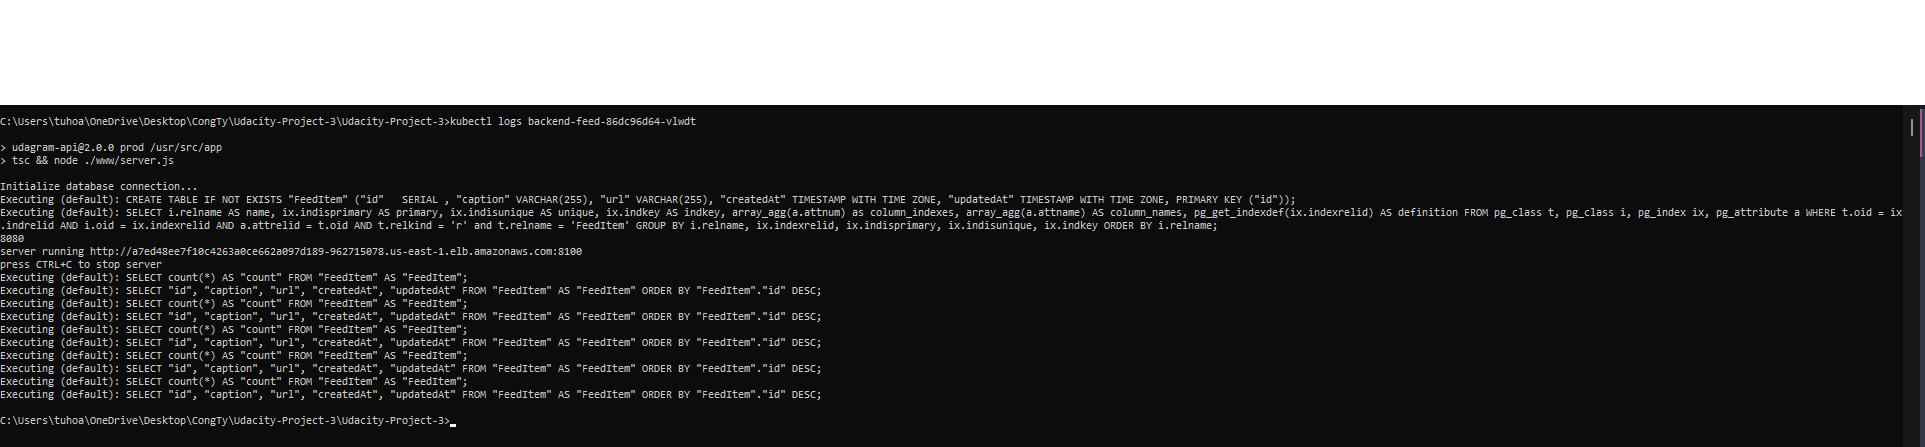 C:\Users\tuhoa\OneDrive\Desktop\CongTy\Udacity-Project-3\Udacity-Project-3>kubectl logs backend-feed-86dc96d64-vlwdt
> udagram-api@2.0.0 prod /usr/src/app
> tsc && node ./www/server.js
Initialize database connection...
Executing (default): CREATE TABLE IF NOT EXISTS "FeedItem" ("id"   SERIAL , "caption" VARCHAR(255), "url" VARCHAR(255), "createdAt" TIMESTAMP WITH TIME ZONE, "updatedAt" TIMESTAMP WITH TIME ZONE, PRIMARY KEY ("id"));
Executing (default): SELECT i.relname AS name, ix.indisprimary AS primary, ix.indisunique AS unique, ix.indkey AS indkey, array_agg(a.attnum) as column_indexes, array_agg(a.attname) AS column_names, pg_get_indexdef(ix.indexrelid) AS definition FROM pg_class t, pg_class i, pg_index ix, pg_attribute a WHERE t.oid = ix
.indrelid AND i.oid = ix.indexrelid AND a.attrelid = t.oid AND t.relkind = 'r' and t.relname = 'FeedItem' GROUP BY i.relname, ix.indexrelid, ix.indisprimary, ix.indisunique, ix.indkey ORDER BY i.relname;
8080
server running http://a7ed48ee7f10c4263a0ce662a097d189-962715078.us-east-1.elb.amazonaws.com:8100
press CTRL+C to stop server
Executing (default): SELECT count(*) AS "count" FROM "FeedItem" AS "FeedItem";
Executing (default): SELECT "id", "caption", "url", "createdAt", "updatedAt" FROM "FeedItem" AS "FeedItem" ORDER BY "FeedItem"."id" DESC;
Executing (default): SELECT count(*) AS "count" FROM "FeedItem" AS "FeedItem";
Executing (default): SELECT "id", "caption", "url", "createdAt", "updatedAt" FROM "FeedItem" AS "FeedItem" ORDER BY "FeedItem"."id" DESC;
Executing (default): SELECT count(*) AS "count" FROM "FeedItem" AS "FeedItem";
Executing (default): SELECT "id", "caption", "url", "createdAt", "updatedAt" FROM "FeedItem" AS "FeedItem" ORDER BY "FeedItem"."id" DESC;
Executing (default): SELECT count(*) AS "count" FROM "FeedItem" AS "FeedItem";
Executing (default): SELECT "id", "caption", "url", "createdAt", "updatedAt" FROM "FeedItem" AS "FeedItem" ORDER BY "FeedItem"."id" DESC;
Executing (default): SELECT count(*) AS "count" FROM "FeedItem" AS "FeedItem";
Executing (default): SELECT "id", "caption", "url", "createdAt", "updatedAt" FROM "FeedItem" AS "FeedItem" ORDER BY "FeedItem"."id" DESC;
C:\Users\tuhoa\OneDrive\Desktop\CongTy\Udacity-Project-3\Udacity-Project-3>